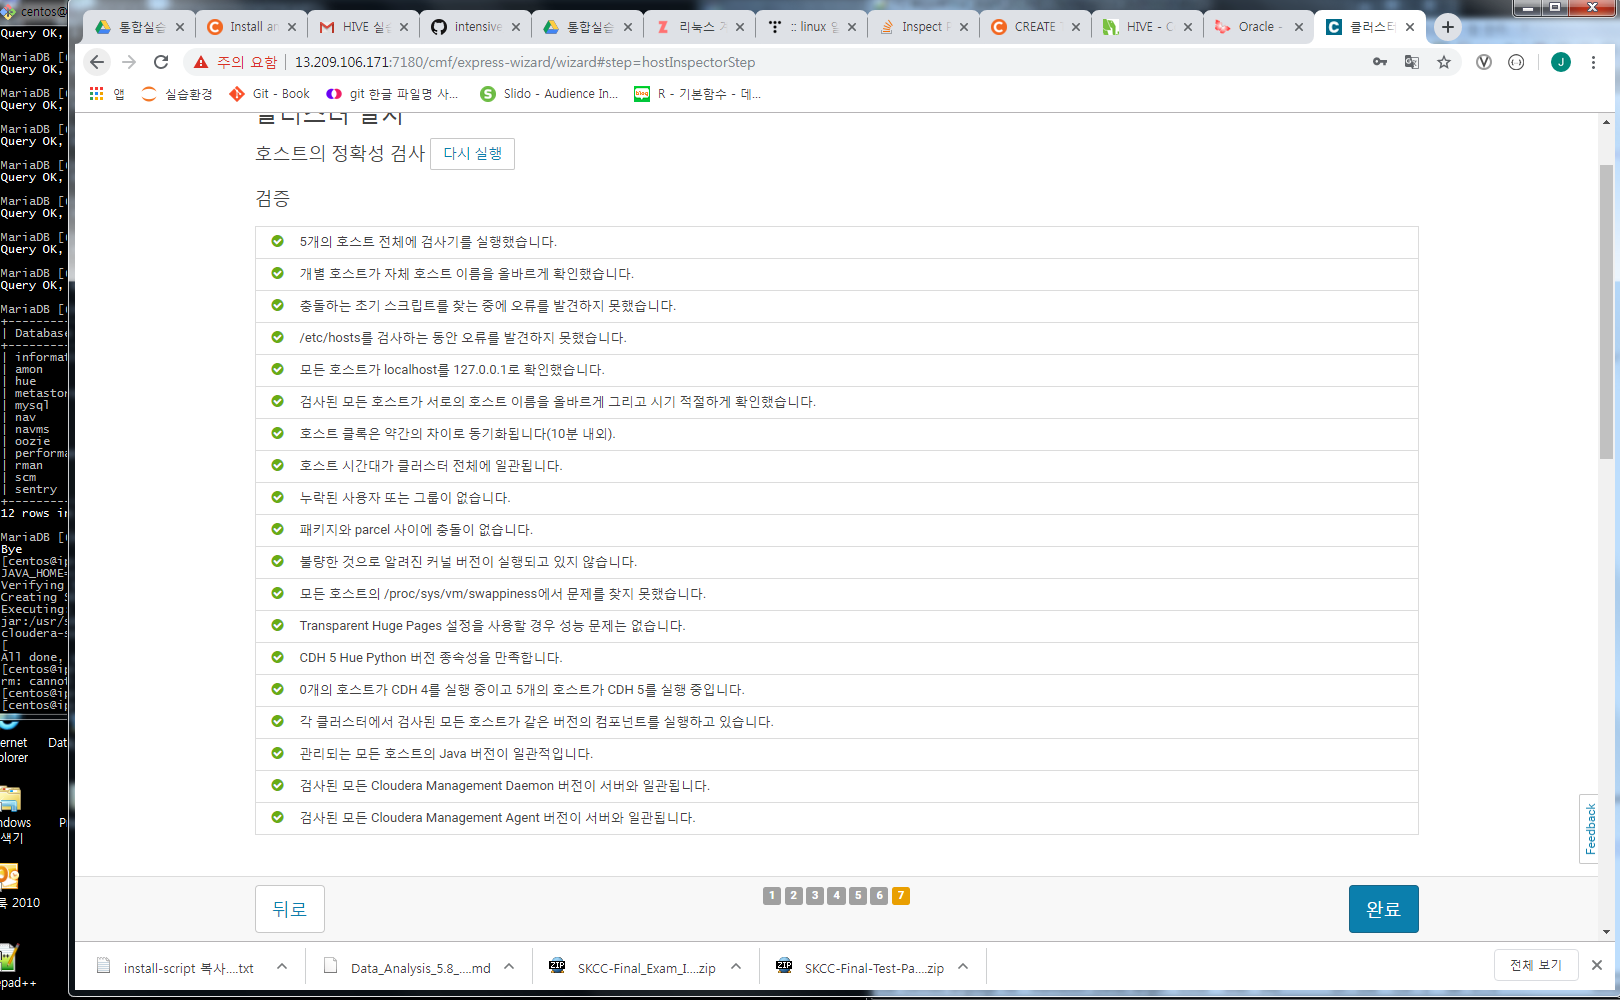 centos@
Query OK,
MariaDB [
Query OK,
MariaDB [
Query OK,
MariaDB [
Query OK,
MariaDB [
Query OK,
MariaDB [
Query OK,
MariaDB [
Query OK,
MariaDB [
Query OK,
MariaDB [
| Database
| informat
| amon
| hue
| metastor
| mysql
| nav
| navms
| oozie
| performa
| rman
| scm
| sentry
12 rows in
MariaDB [
Bye
[centos@ip
JAVA_HOME=
Verifying
Creating S
Executing
jar:/usr/s
cloudera-s
[
All done,
[centos@ip
rm: cannot
[centos@ip
[centos@ip
ernet
plorer
Dat
ndows
색기
P
룩 2010
epad++
통합실습
Install an
HIVE 실습
intensive
통합실습
리눅스 기
:: linux 일
Inspect F
CREATE T
HIVE - C
Oracle -
클러스터
주의 요함
13.209.106.171:7180/cmf/express-wizard/wizard#step=hostInspectorStep
J
앱
실습환경
Git - Book
git 한글 파일명 사...
Slido - Audience In...
R - 기본함수 - 데...
클러스터 설치
호스트의 정확성 검사
다시 실행
검증
5개의 호스트 전체에 검사기를 실행했습니다.
개별 호스트가 자체 호스트 이름을 올바르게 확인했습니다.
충돌하는 초기 스크립트를 찾는 중에 오류를 발견하지 못했습니다.
/etc/hosts를 검사하는 동안 오류를 발견하지 못했습니다.
모든 호스트가 localhost를 127.0.0.1로 확인했습니다.
검사된 모든 호스트가 서로의 호스트 이름을 올바르게 그리고 시기 적절하게 확인했습니다.
호스트 클록은 약간의 차이로 동기화됩니다(10분 내외).
호스트 시간대가 클러스터 전체에 일관됩니다.
누락된 사용자 또는 그룹이 없습니다.
패키지와 parcel 사이에 충돌이 없습니다.
불량한 것으로 알려진 커널 버전이 실행되고 있지 않습니다.
모든 호스트의 /proc/sys/vm/swappiness에서 문제를 찾지 못했습니다.
Transparent Huge Pages 설정을 사용할 경우 성능 문제는 없습니다.
CDH 5 Hue Python 버전 종속성을 만족합니다.
0개의 호스트가 CDH 4를 실행 중이고 5개의 호스트가 CDH 5를 실행 중입니다.
각 클러스터에서 검사된 모든 호스트가 같은 버전의 컴포넌트를 실행하고 있습니다.
관리되는 모든 호스트의 Java 버전이 일관적입니다.
검사된 모든 Cloudera Management Daemon 버전이 서버와 일관됩니다.
검사된 모든 Cloudera Management Agent 버전이 서버와 일관됩니다.
Feedback
뒤로
1 2 3 4 5 6 7
완료
install-script 복사....txt
Data_Analysis_5.8_....md
SKCC-Final_Exam_I....zip
SKCC-Final-Test-Pa....zip
전체 보기